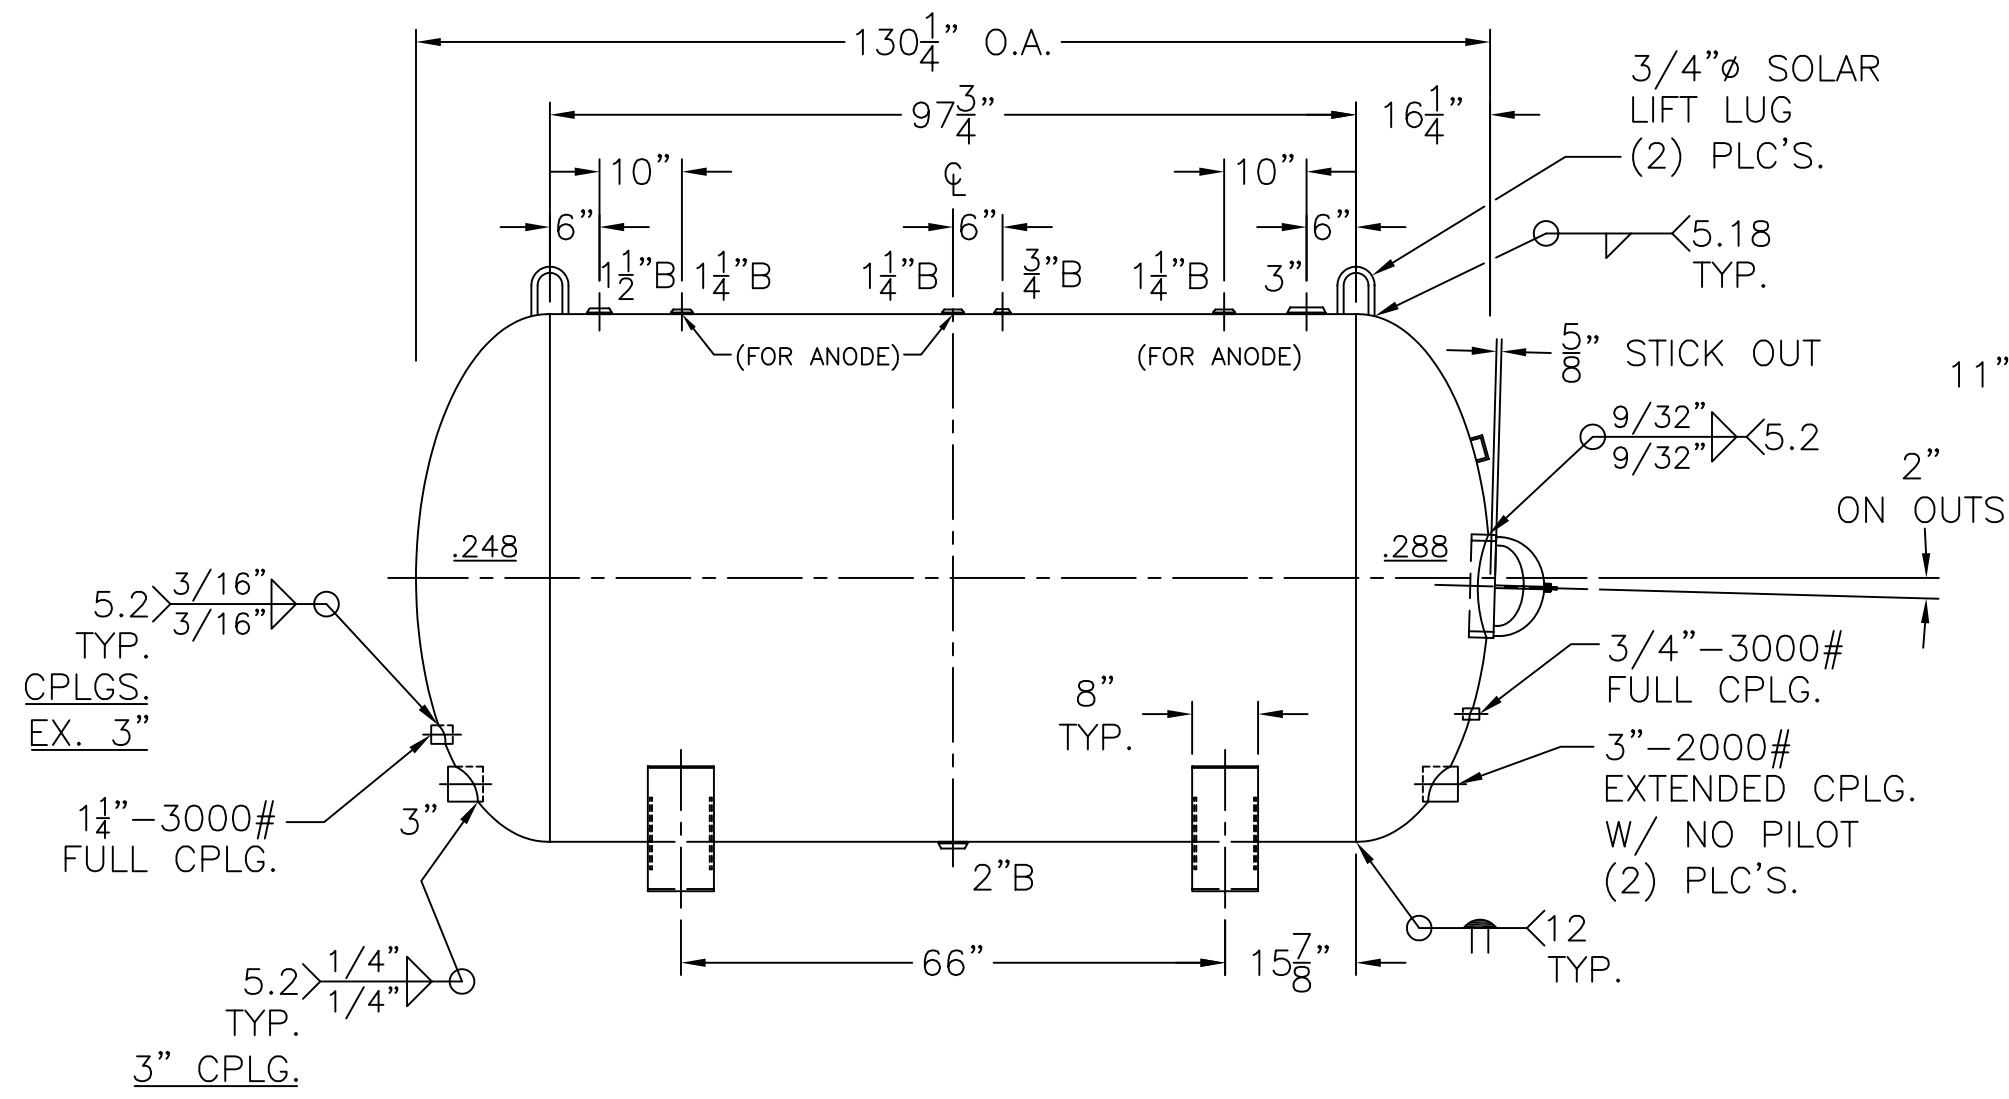 130 1/4" O.A.
97 3/4"
16 1/4"
3/4"ø SOLAR
LIFT LUG
(2) PLC'S.
10"
℄
10"
6"
6"
6"
5.18
TYP.
1 1/2"B
1 1/4"B
1 1/4"B
3/4"B
1 1/4"B
3"
(FOR ANODE)
(FOR ANODE)
5/8" STICK OUT
11"
9/32"
9/32"
5.2
2"
ON OUTS
.248
.288
3/16"
3/16"
5.2
TYP.
CPLGS.
EX. 3"
3/4"-3000#
FULL CPLG.
8"
TYP.
3"-2000#
EXTENDED CPLG.
W/ NO PILOT
(2) PLC'S.
1 1/4"-3000#
FULL CPLG.
3"
2"B
12
TYP.
66"
15 7/8"
1/4"
1/4"
5.2
TYP.
3" CPLG.